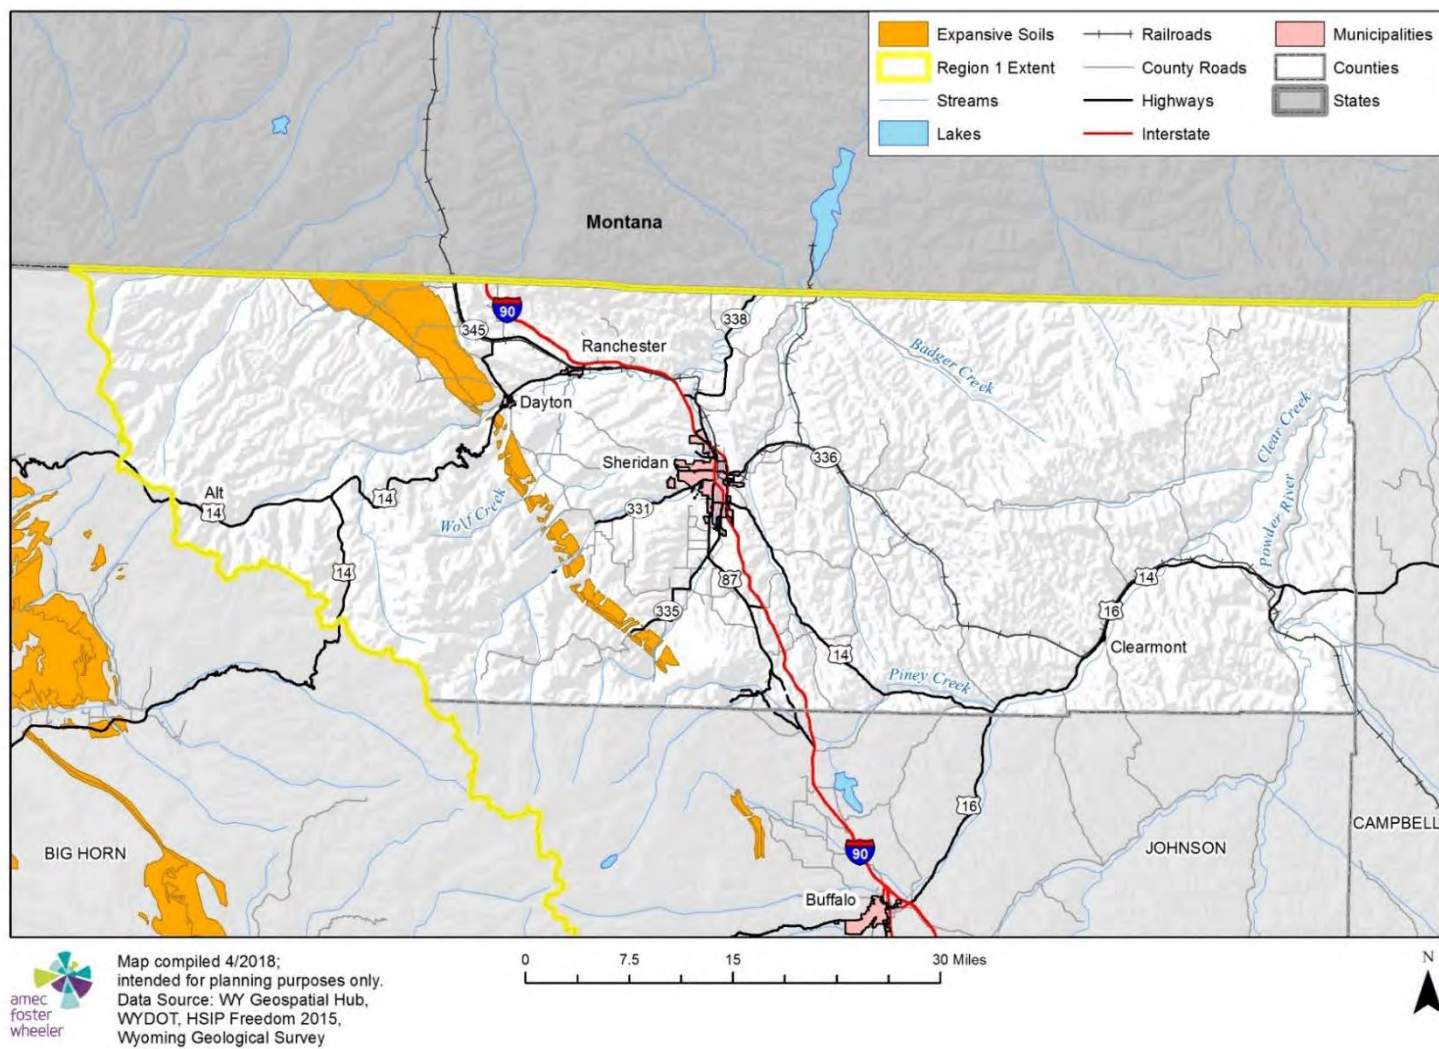 Expansive Soils
Region 1 Extent
Streams
Lakes
Railroads
County Roads
Highways
Interstate
Municipalities
Counties
States
Montana
90
345
338
Ranchester
Badger Creek
Dayton
Clear Creek
Sheridan
336
Alt
14
14
Wolf Creek
331
Powder River
14
87
14
335
16
Clearmont
14
Piney Creek
16
BIG HORN
90
JOHNSON
CAMPBELL
Buffalo
amec
foster
wheeler
Map compiled 4/2018;
intended for planning purposes only.
Data Source: WY Geospatial Hub,
WYDOT, HSIP Freedom 2015,
Wyoming Geological Survey
0 7.5 15 30 Miles
N